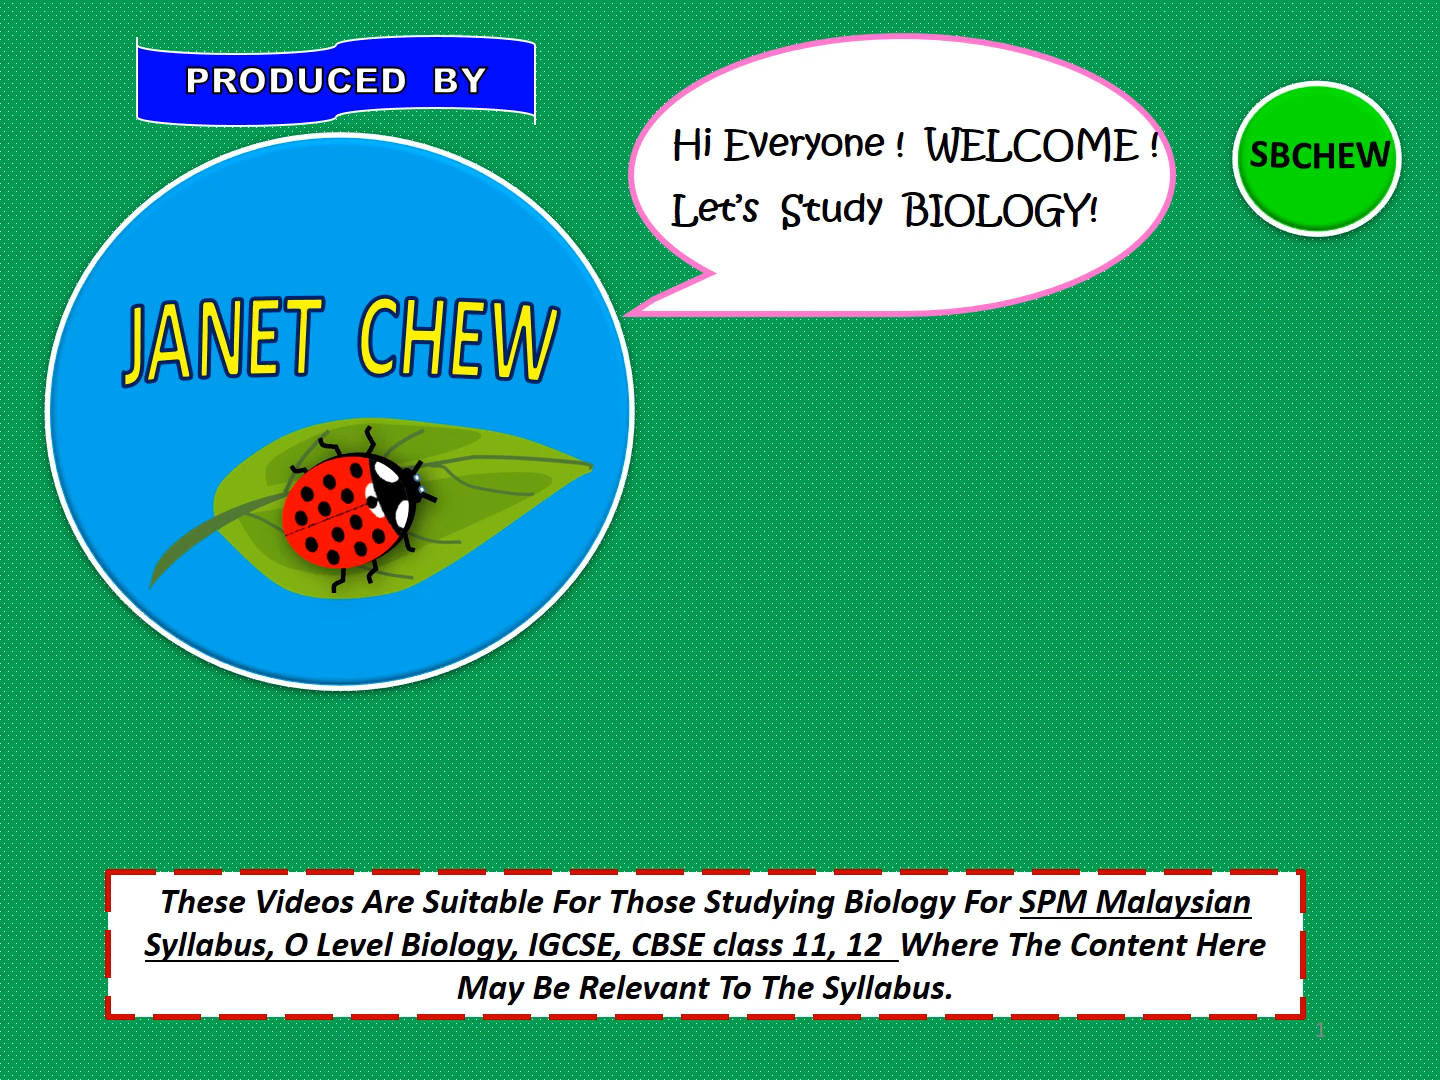 PRODUCED BY
Hi Everyone ! WELCOME !
Let's Study BIOLOGY!
SBCHEW
JANET CHEW
These Videos Are Suitable For Those Studying Biology For SPM Malaysian
Syllabus, O Level Biology, IGCSE, CBSE class 11, 12 Where The Content Here
May Be Relevant To The Syllabus.
1